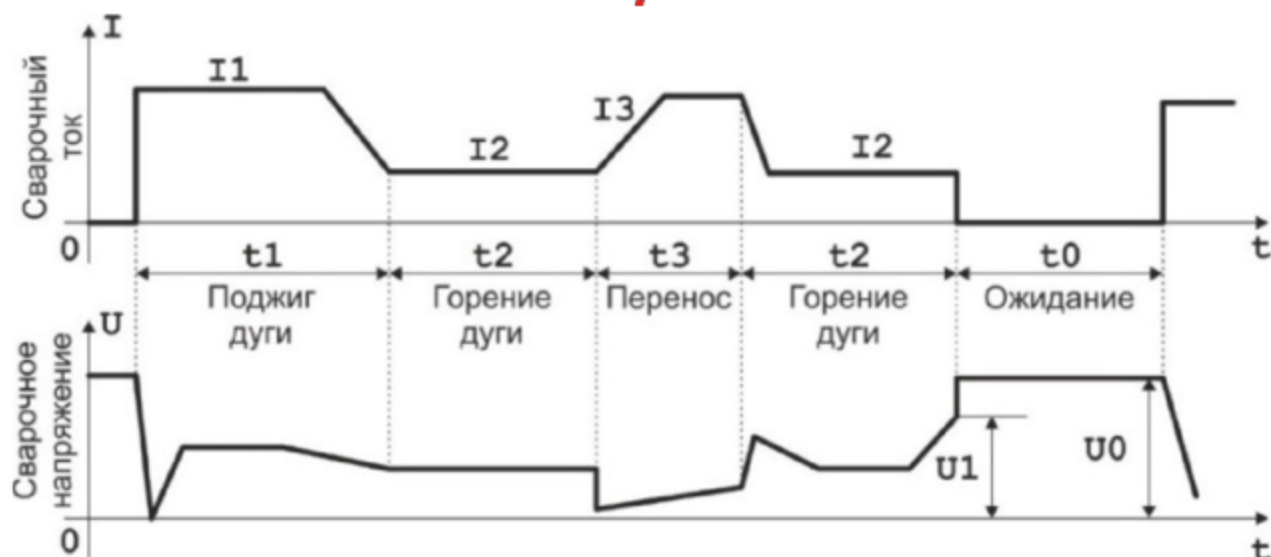 I
Сварочный
ток
I1
I2
I3
I2
0
t
t1
t2
t3
t2
t0
Поджиг
дуги
Горение
дуги
Перенос
Горение
дуги
Ожидание
U
Сварочное
напряжение
U1
U0
0
t